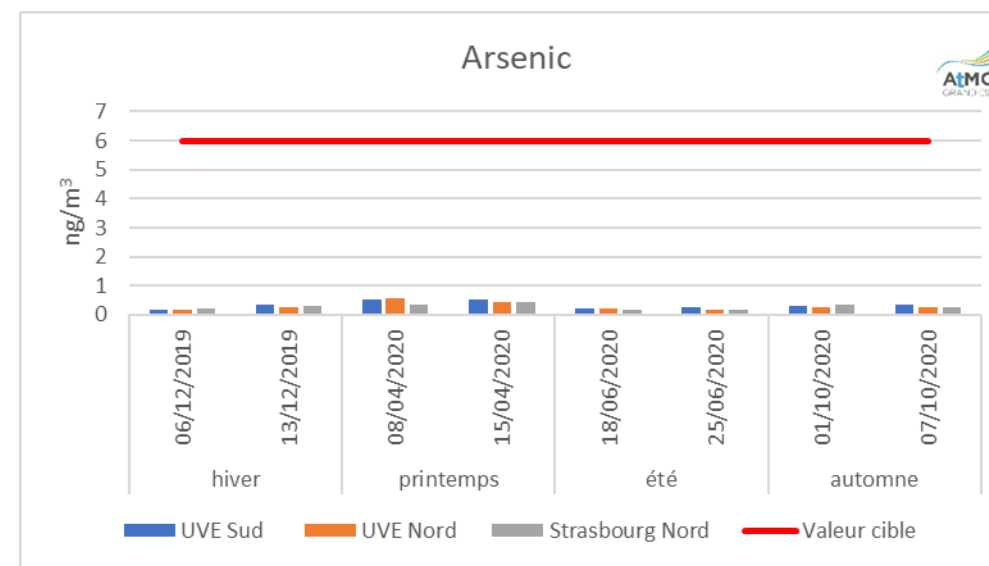 Arsenic
AtMO
GRAND ES
7
6
5
4
3
2
1
0
ng/m³
06/12/2019
13/12/2019
08/04/2020
15/04/2020
18/06/2020
25/06/2020
01/10/2020
07/10/2020
hiver
printemps
été
automne
UVE Sud
UVE Nord
Strasbourg Nord
Valeur cible